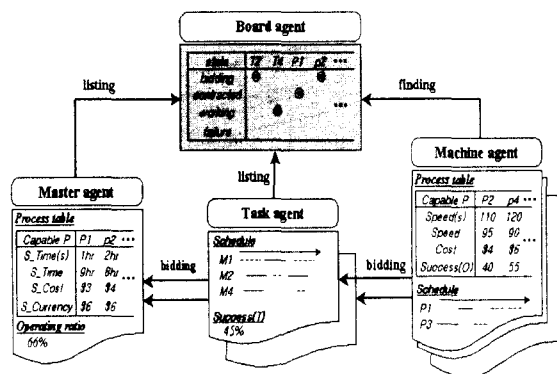 Board agent
state T2 T4 P1 p2 ...
bidding
contracted
working ...
failure
listing
finding
listing
Master agent
Process table
Capable P P1 p2 ...
S_Time(s) 1hr 2hr
S_Time 9hr 8hr ...
S_Cost $3 $4
S_Currency $6 $6
Operating ratio
66%
bidding
Task agent
Schedule
M1
M2
M4
Success(T)
45%
bidding
Machine agent
Process table
Capable P P2 p4 ...
Speed(s) 110 120
Speed 95 90 ...
Cost $4 $6
Success(O) 40 55
Schedule
P1
P3